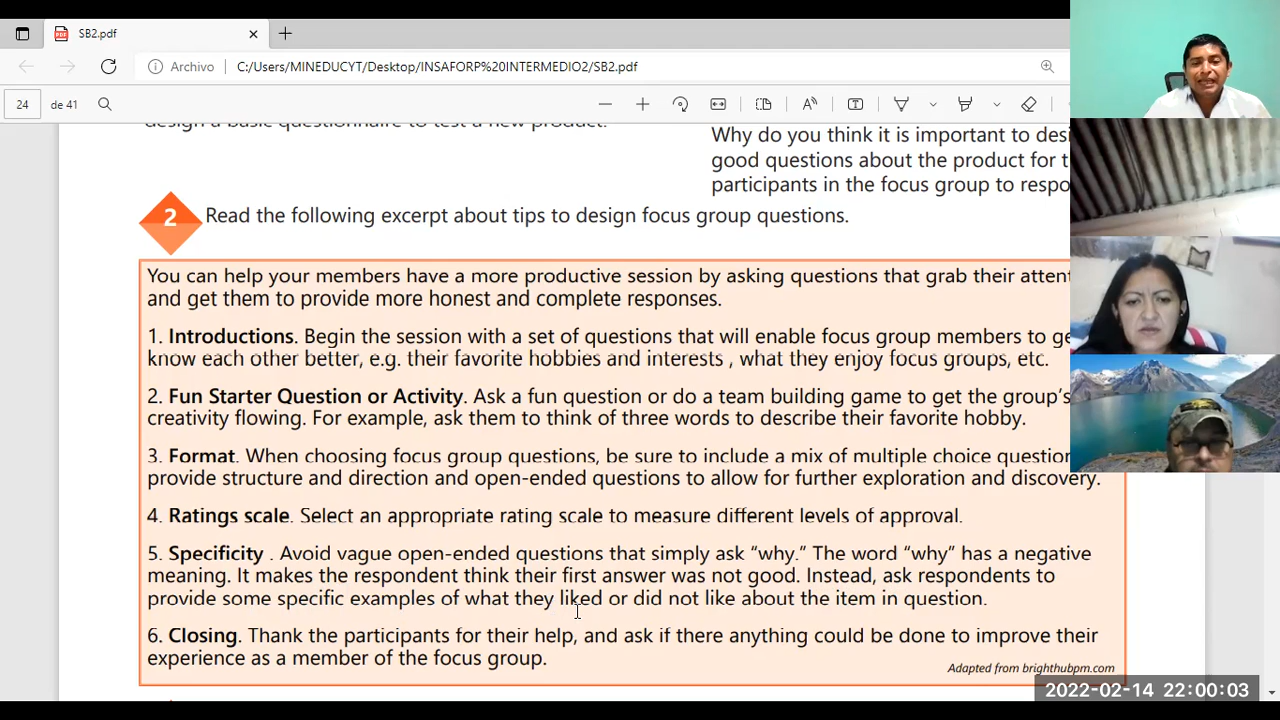 SB2.pdf
Archivo C:/Users/MINEDUCYT/Desktop/INSAFORP%20INTERMEDIO2/SB2.pdf
24 de 41
design a basic questionnaire to test a new product.
Why do you think it is important to
good questions about the product for
participants in the focus group to
2 Read the following excerpt about tips to design focus group questions.
You can help your members have a more productive session by asking questions that grab their
and get them to provide more honest and complete responses.
1. Introductions. Begin the session with a set of questions that will enable focus group members to
know each other better, e.g. their favorite hobbies and interests , what they enjoy focus groups, etc.
2. Fun Starter Question or Activity. Ask a fun question or do a team building game to get the group's
creativity flowing. For example, ask them to think of three words to describe their favorite hobby.
3. Format. When choosing focus group questions, be sure to include a mix of multiple choice
provide structure and direction and open-ended questions to allow for further exploration and discovery.
4. Ratings scale. Select an appropriate rating scale to measure different levels of approval.
5. Specificity . Avoid vague open-ended questions that simply ask “why.” The word “why” has a negative
meaning. It makes the respondent think their first answer was not good. Instead, ask respondents to
provide some specific examples of what they liked or did not like about the item in question.
6. Closing. Thank the participants for their help, and ask if there anything could be done to improve their
experience as a member of the focus group.
Adapted from brighthubpm.com
2022-02-14 22:00:03